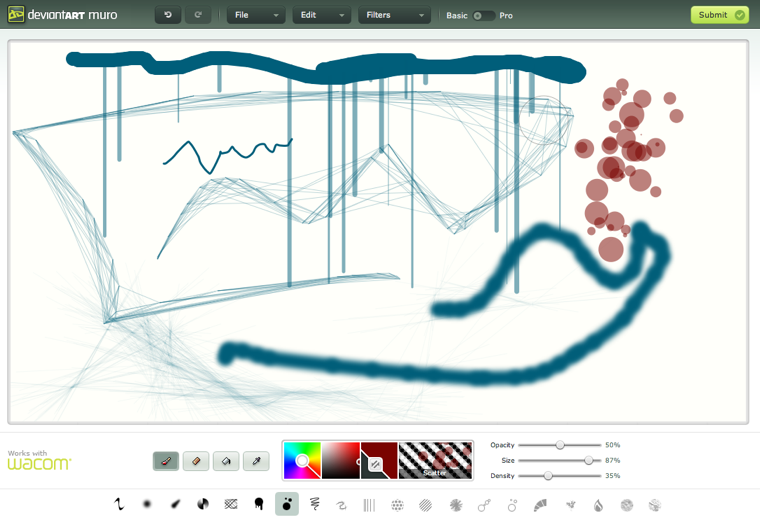 deviantART muro
File
Edit
Filters
Basic
Pro
Submit
Works with
wacom
Scatter
Opacity
50%
Size
87%
Density
35%